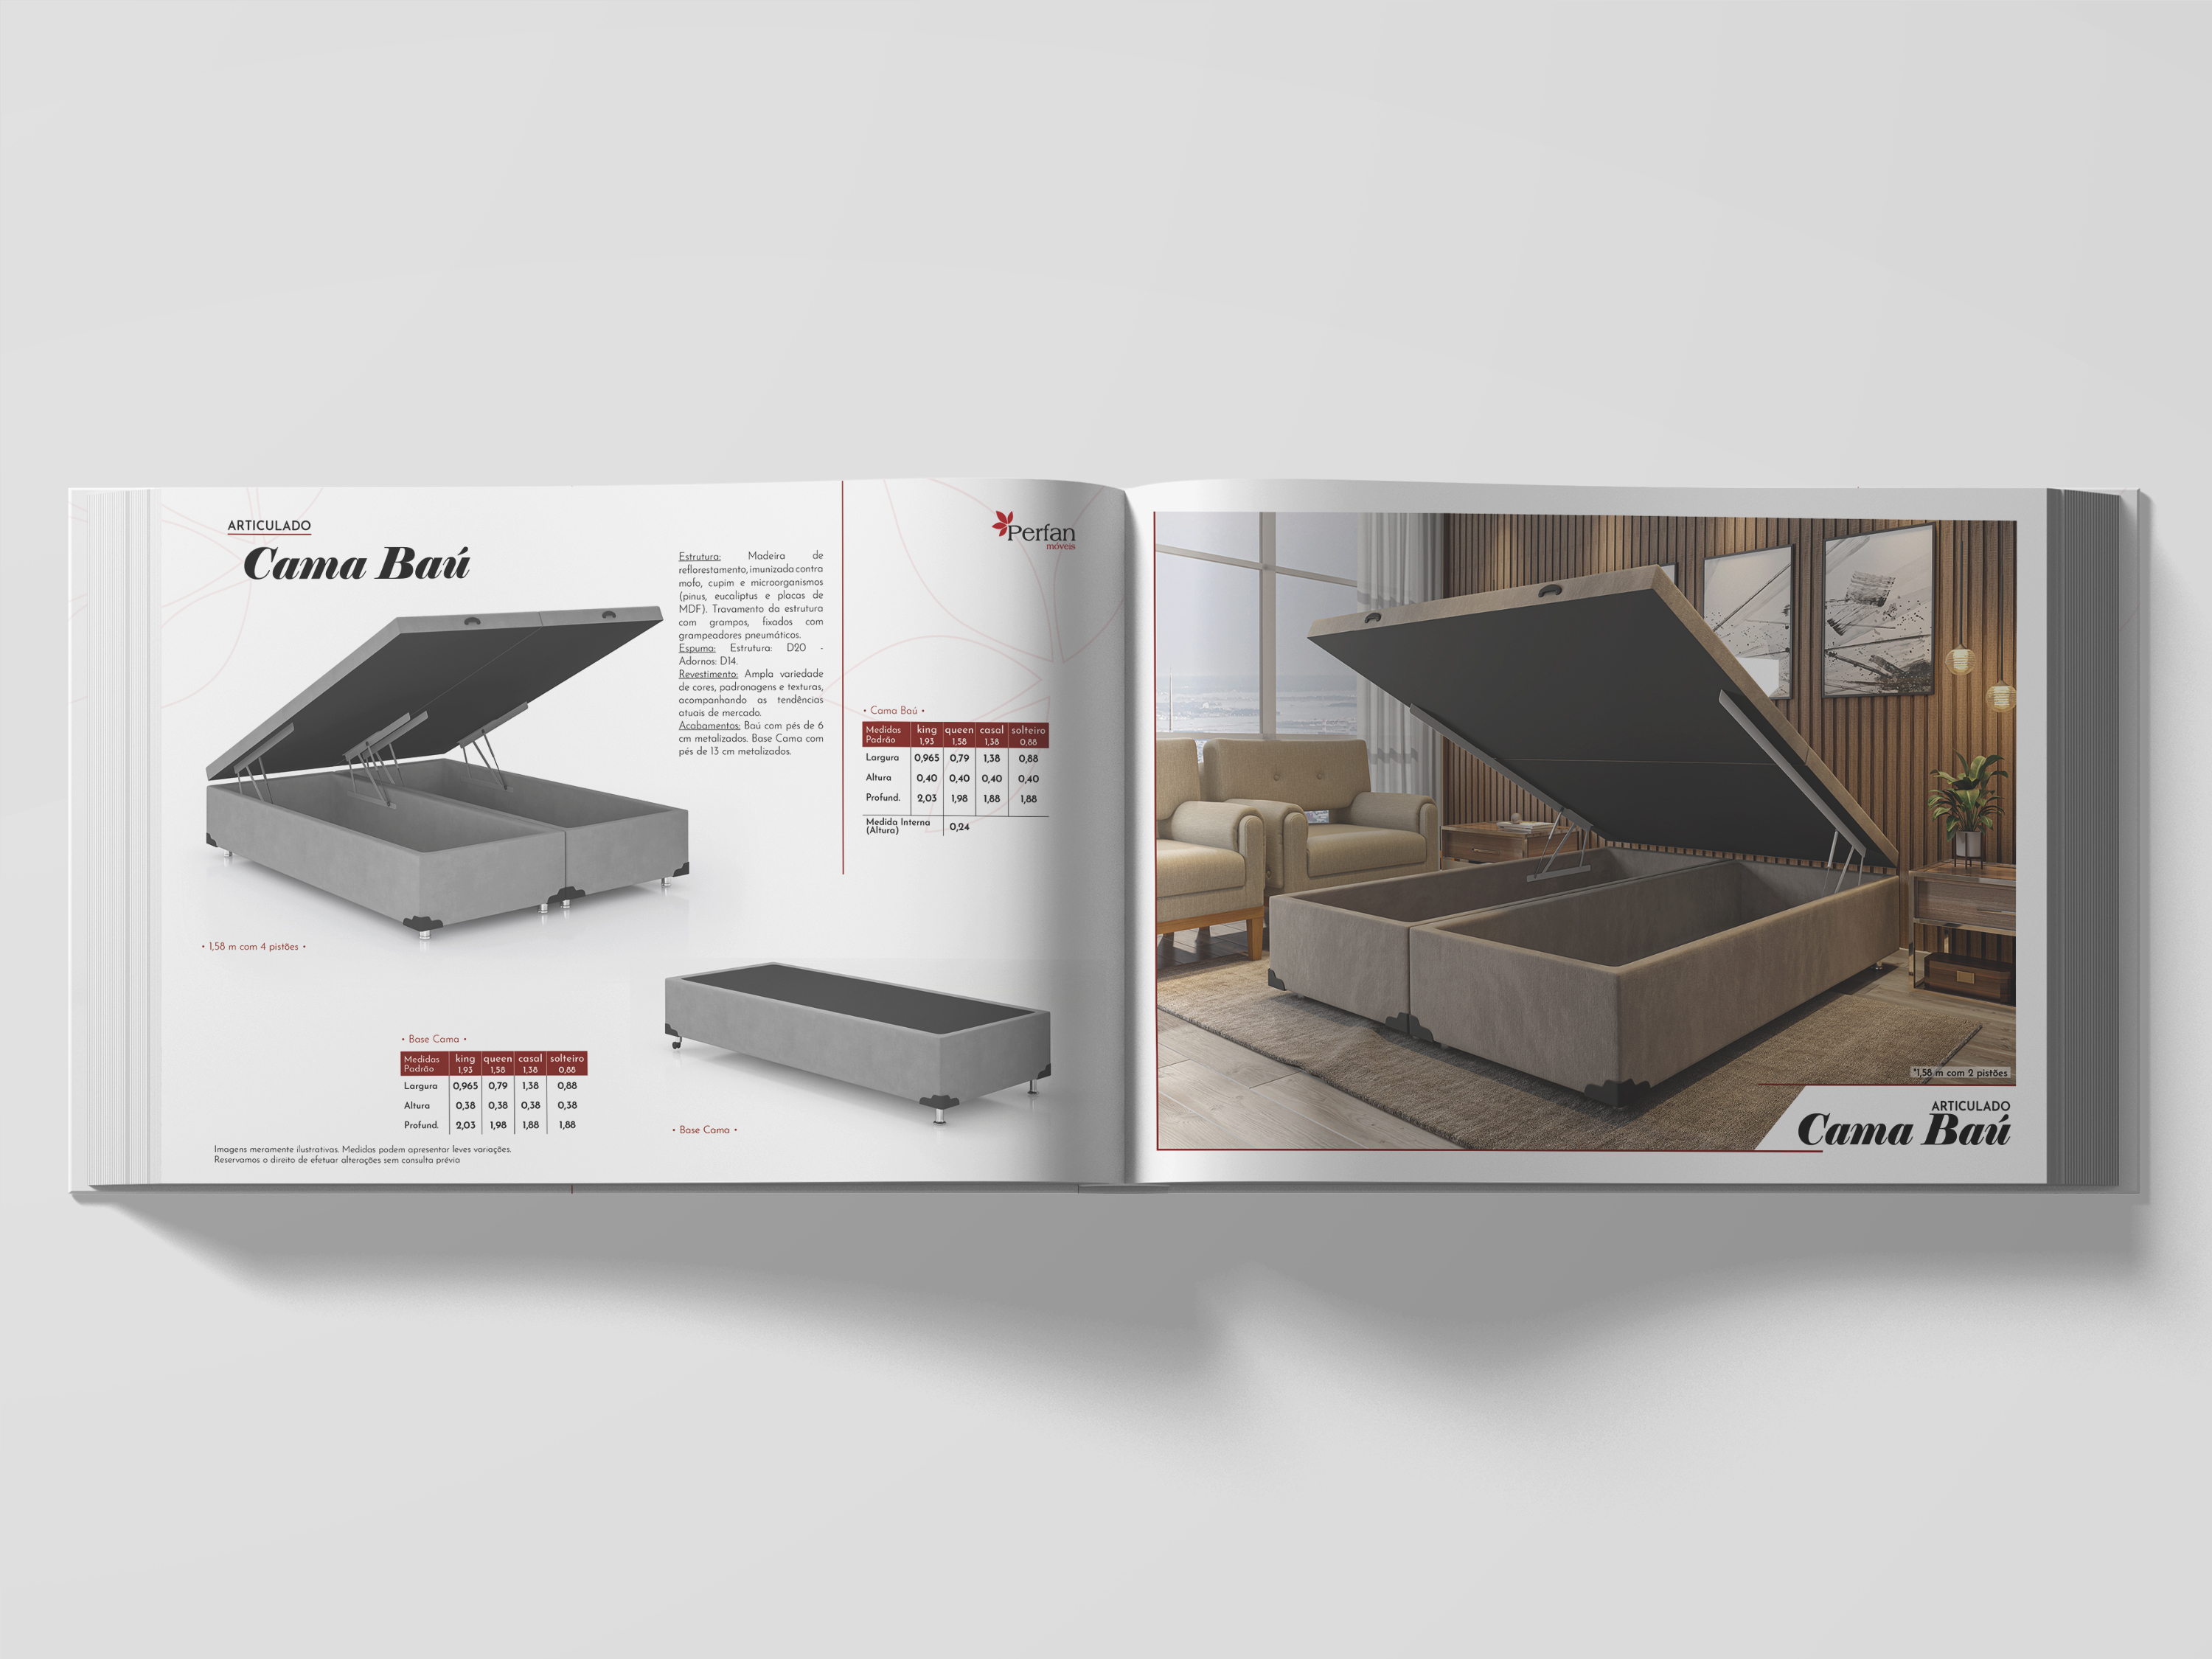 ARTICULADO
Cama Baú
Estrutura: Madeira de
reflorestamento, imunizada contra
mofo, cupim e microorganismos
(pinus, eucaliptus e placas de
MDF). Travamento da estrutura
com grampos, fixados com
grampeadores pneumáticos.
Espuma: Estrutura: D20 -
Adornos: D14.
Revestimento: Ampla variedade
de cores, padronagens e texturas,
acompanhando as tendências
atuais de mercado.
Acabamentos: Baú com pés de 6
cm metalizados. Base Cama com
pés de 13 cm metalizados.
Perfan
móveis
• Cama Baú •
Medidas Padrão king 1,93 queen 1,58 casal 1,38 solteiro 0,88
Largura 0,965 0,79 1,38 0,88
Altura 0,40 0,40 0,40 0,40
Profund. 2,03 1,98 1,88 1,88
Medida Interna (Altura) 0,24
• 1,58 m com 4 pistões •
• Base Cama •
Medidas Padrão king 1,93 queen 1,58 casal 1,38 solteiro 0,88
Largura 0,965 0,79 1,38 0,88
Altura 0,38 0,38 0,38 0,38
Profund. 2,03 1,98 1,88 1,88
• Base Cama •
Imagens meramente ilustrativas. Medidas podem apresentar leves variações.
Reservamos o direito de efetuar alterações sem consulta prévia
*1,58 m com 2 pistões
ARTICULADO
Cama Baú